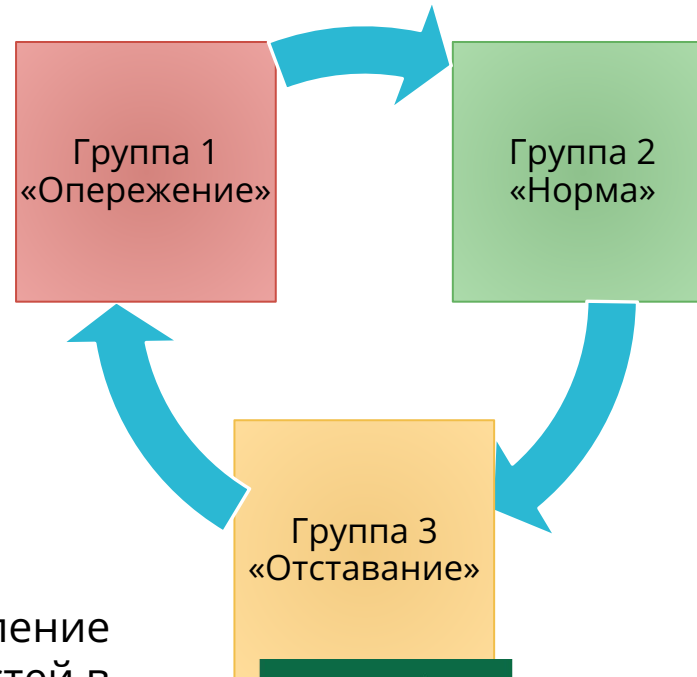 Группа 1
«Опережение»
Группа 2
«Норма»
Группа 3
«Отставание»